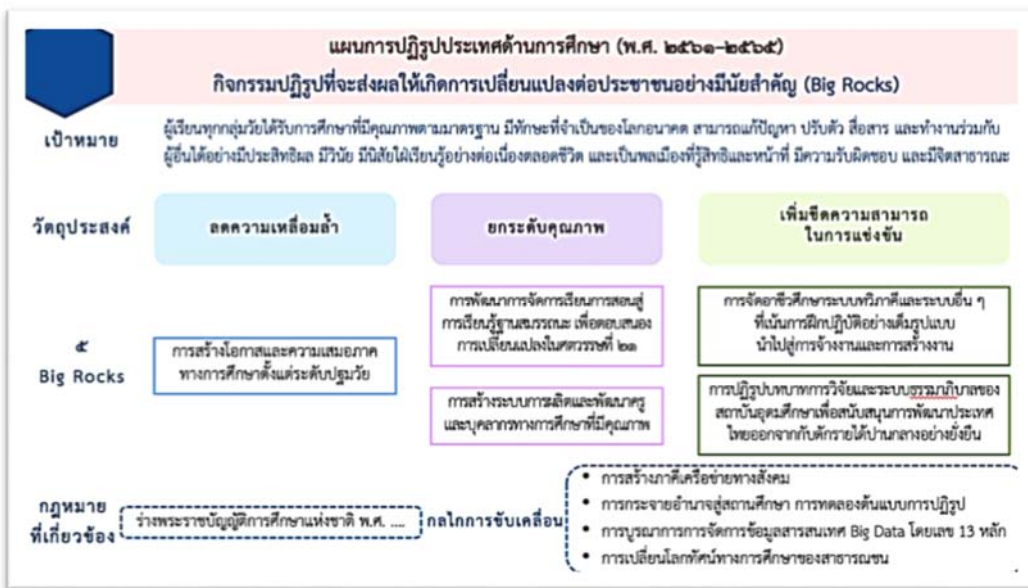 แผนการปฏิรูปประเทศด้านการศึกษา (พ.ศ. ๒๕๖๑-๒๕๖๕)
กิจกรรมปฏิรูปที่จะส่งผลให้เกิดการเปลี่ยนแปลงต่อประชาชนอย่างมีนัยสำคัญ (Big Rocks)
เป้าหมาย
ผู้เรียนทุกกลุ่มวัยได้รับการศึกษาที่มีคุณภาพตามมาตรฐาน มีทักษะที่จำเป็นของโลกอนาคต สามารถแก้ปัญหา ปรับตัว สื่อสาร และทำงานร่วมกับ
ผู้อื่นได้อย่างมีประสิทธิผล มีวินัย มีนิสัยใฝ่เรียนรู้อย่างต่อเนื่องตลอดชีวิต และเป็นพลเมืองที่รู้สิทธิและหน้าที่ มีความรับผิดชอบ และมีจิตสาธารณะ
วัตถุประสงค์
ลดความเหลื่อมล้ำ
ยกระดับคุณภาพ
เพิ่มขีดความสามารถ
ในการแข่งขัน
๕
Big Rocks
การสร้างโอกาสและความเสมอภาค
ทางการศึกษาตั้งแต่ระดับปฐมวัย
การพัฒนาการจัดการเรียนการสอนสู่
การเรียนรู้ฐานสมรรถนะ เพื่อตอบสนอง
การเปลี่ยนแปลงในศตวรรษที่ ๒๑
การสร้างระบบการผลิตและพัฒนาครู
และบุคลากรทางการศึกษาที่มีคุณภาพ
การจัดอาชีวศึกษาระบบทวิภาคีและระบบอื่น ๆ
ที่เน้นการฝึกปฏิบัติอย่างเต็มรูปแบบ
นำไปสู่การจ้างงานและการสร้างงาน
การปฏิรูปบทบาทการวิจัยและระบบธรรมาภิบาลของ
สถาบันอุดมศึกษาเพื่อสนับสนุนการพัฒนาประเทศ
ไทยออกจากกับดักรายได้ปานกลางอย่างยั่งยืน
กฎหมาย
ที่เกี่ยวข้อง
ร่างพระราชบัญญัติการศึกษาแห่งชาติ พ.ศ. ....
กลไกการขับเคลื่อน
• การสร้างภาคีเครือข่ายทางสังคม
• การกระจายอำนาจสู่สถานศึกษา การทดลองต้นแบบการปฏิรูป
• การบูรณาการการจัดการข้อมูลสารสนเทศ Big Data โดยเลข 13 หลัก
• การเปลี่ยนโลกทัศน์ทางการศึกษาของสาธารณชน